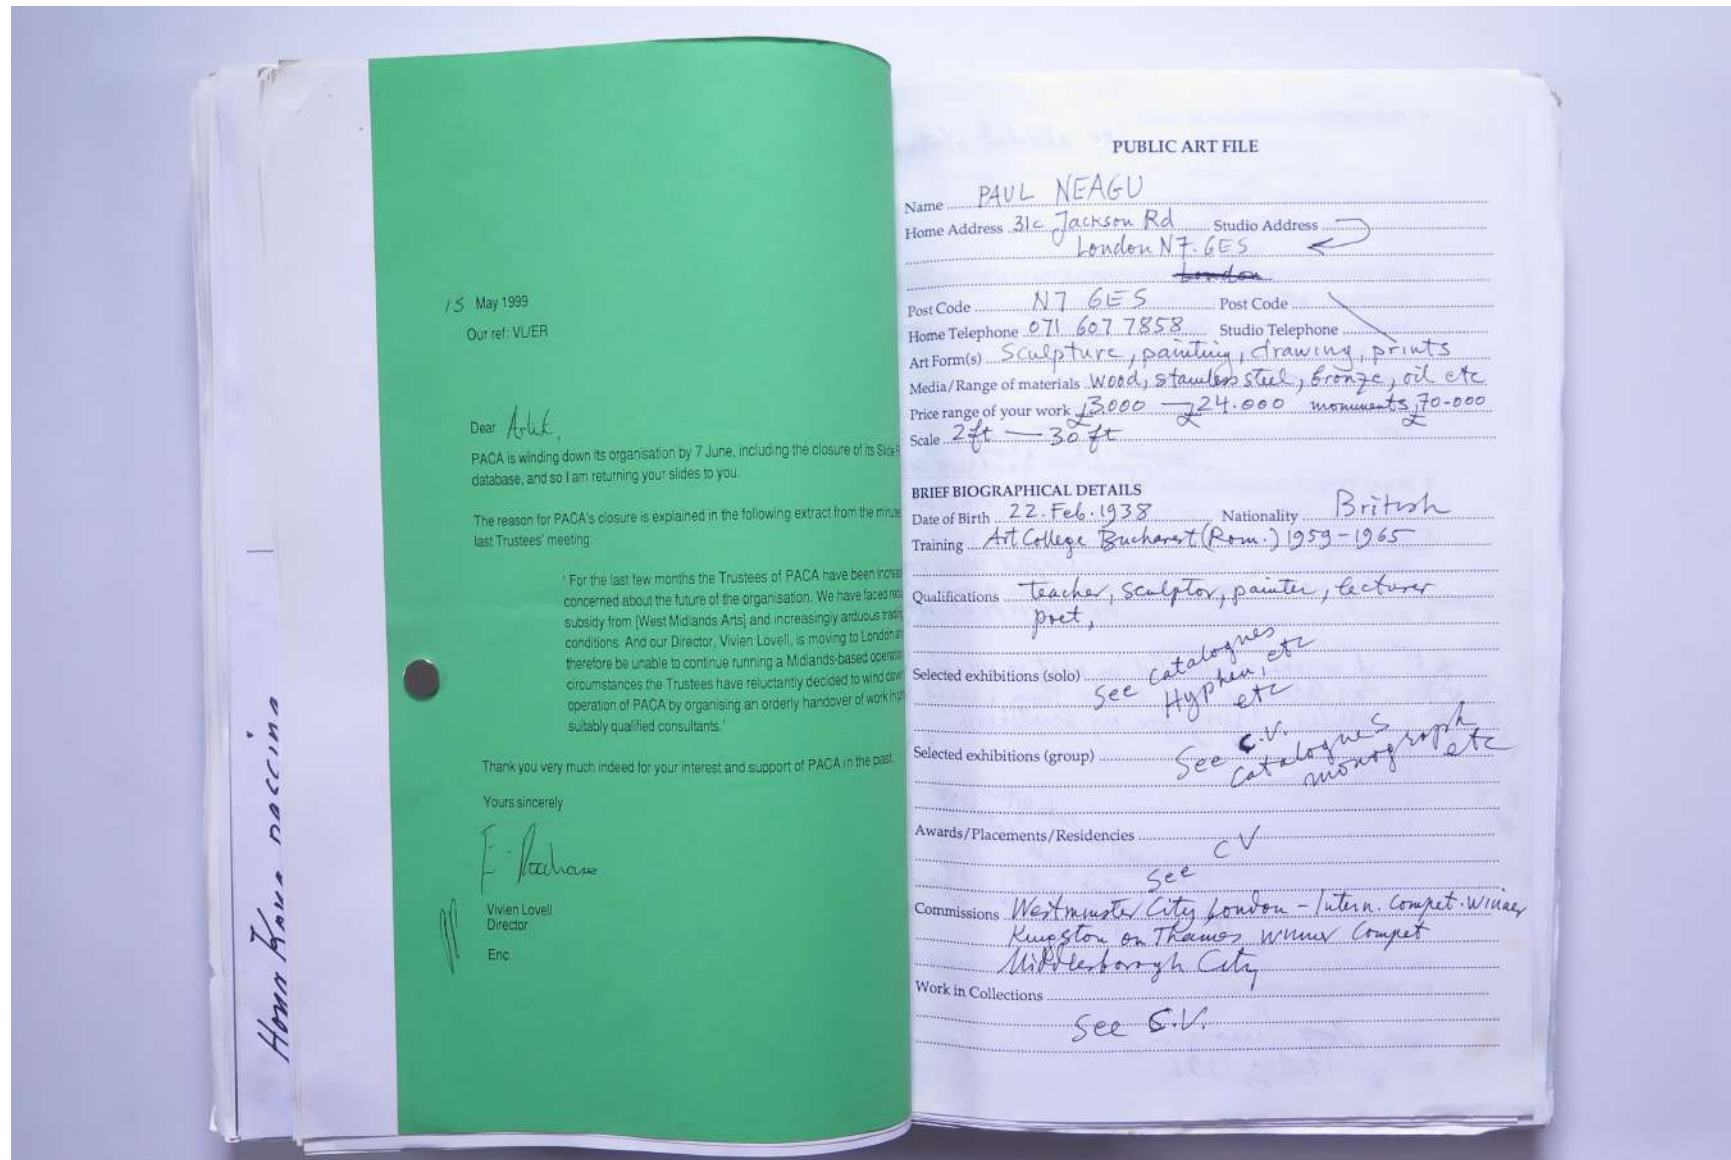 15 May 1999
Our ref: VL/ER
Dear Artist,
PACA is winding down its organisation by 7 June, including the closure of its Slide R
database, and so I am returning your slides to you.
The reason for PACA's closure is explained in the following extract from the minute
last Trustees' meeting:
' For the last few months the Trustees of PACA have been increa
concerned about the future of the organisation. We have faced redu
subsidy from [West Midlands Arts] and increasingly arduous trading
conditions. And our Director, Vivien Lovell, is moving to London an
therefore be unable to continue running a Midlands-based operation
circumstances the Trustees have reluctantly decided to wind down
operation of PACA by organising an orderly handover of work in pr
suitably qualified consultants.'
Thank you very much indeed for your interest and support of PACA in the past.
Yours sincerely
Vivien Lovell
Director
Enc
PUBLIC ART FILE
Name PAUL NEAGU
Home Address 31c Jackson Rd Studio Address
London N7. 6ES
London
Post Code N7 6ES Post Code
Home Telephone 071 607 7858 Studio Telephone
Art Form(s) Sculpture, painting, drawing, prints
Media/Range of materials Wood, stainless steel, bronze, oil etc
Price range of your work £3000 — £24.000 monuments £70-000
Scale 2ft — 30 ft
BRIEF BIOGRAPHICAL DETAILS
Date of Birth 22. Feb. 1938 Nationality British
Training Art College Bucharest (Rom.) 1959-1965
Qualifications teacher, sculptor, painter, lecturer
poet,
Selected exhibitions (solo) See catalogues
Hyphen, etc
etc
Selected exhibitions (group) See C.V.
catalogues
monograph
etc
Awards/Placements/Residencies
See CV
Commissions Westminster City London - Intern. Compet. Winner
Kingston on Thames winner Compet
Middlesborough City
Work in Collections
See C.V.